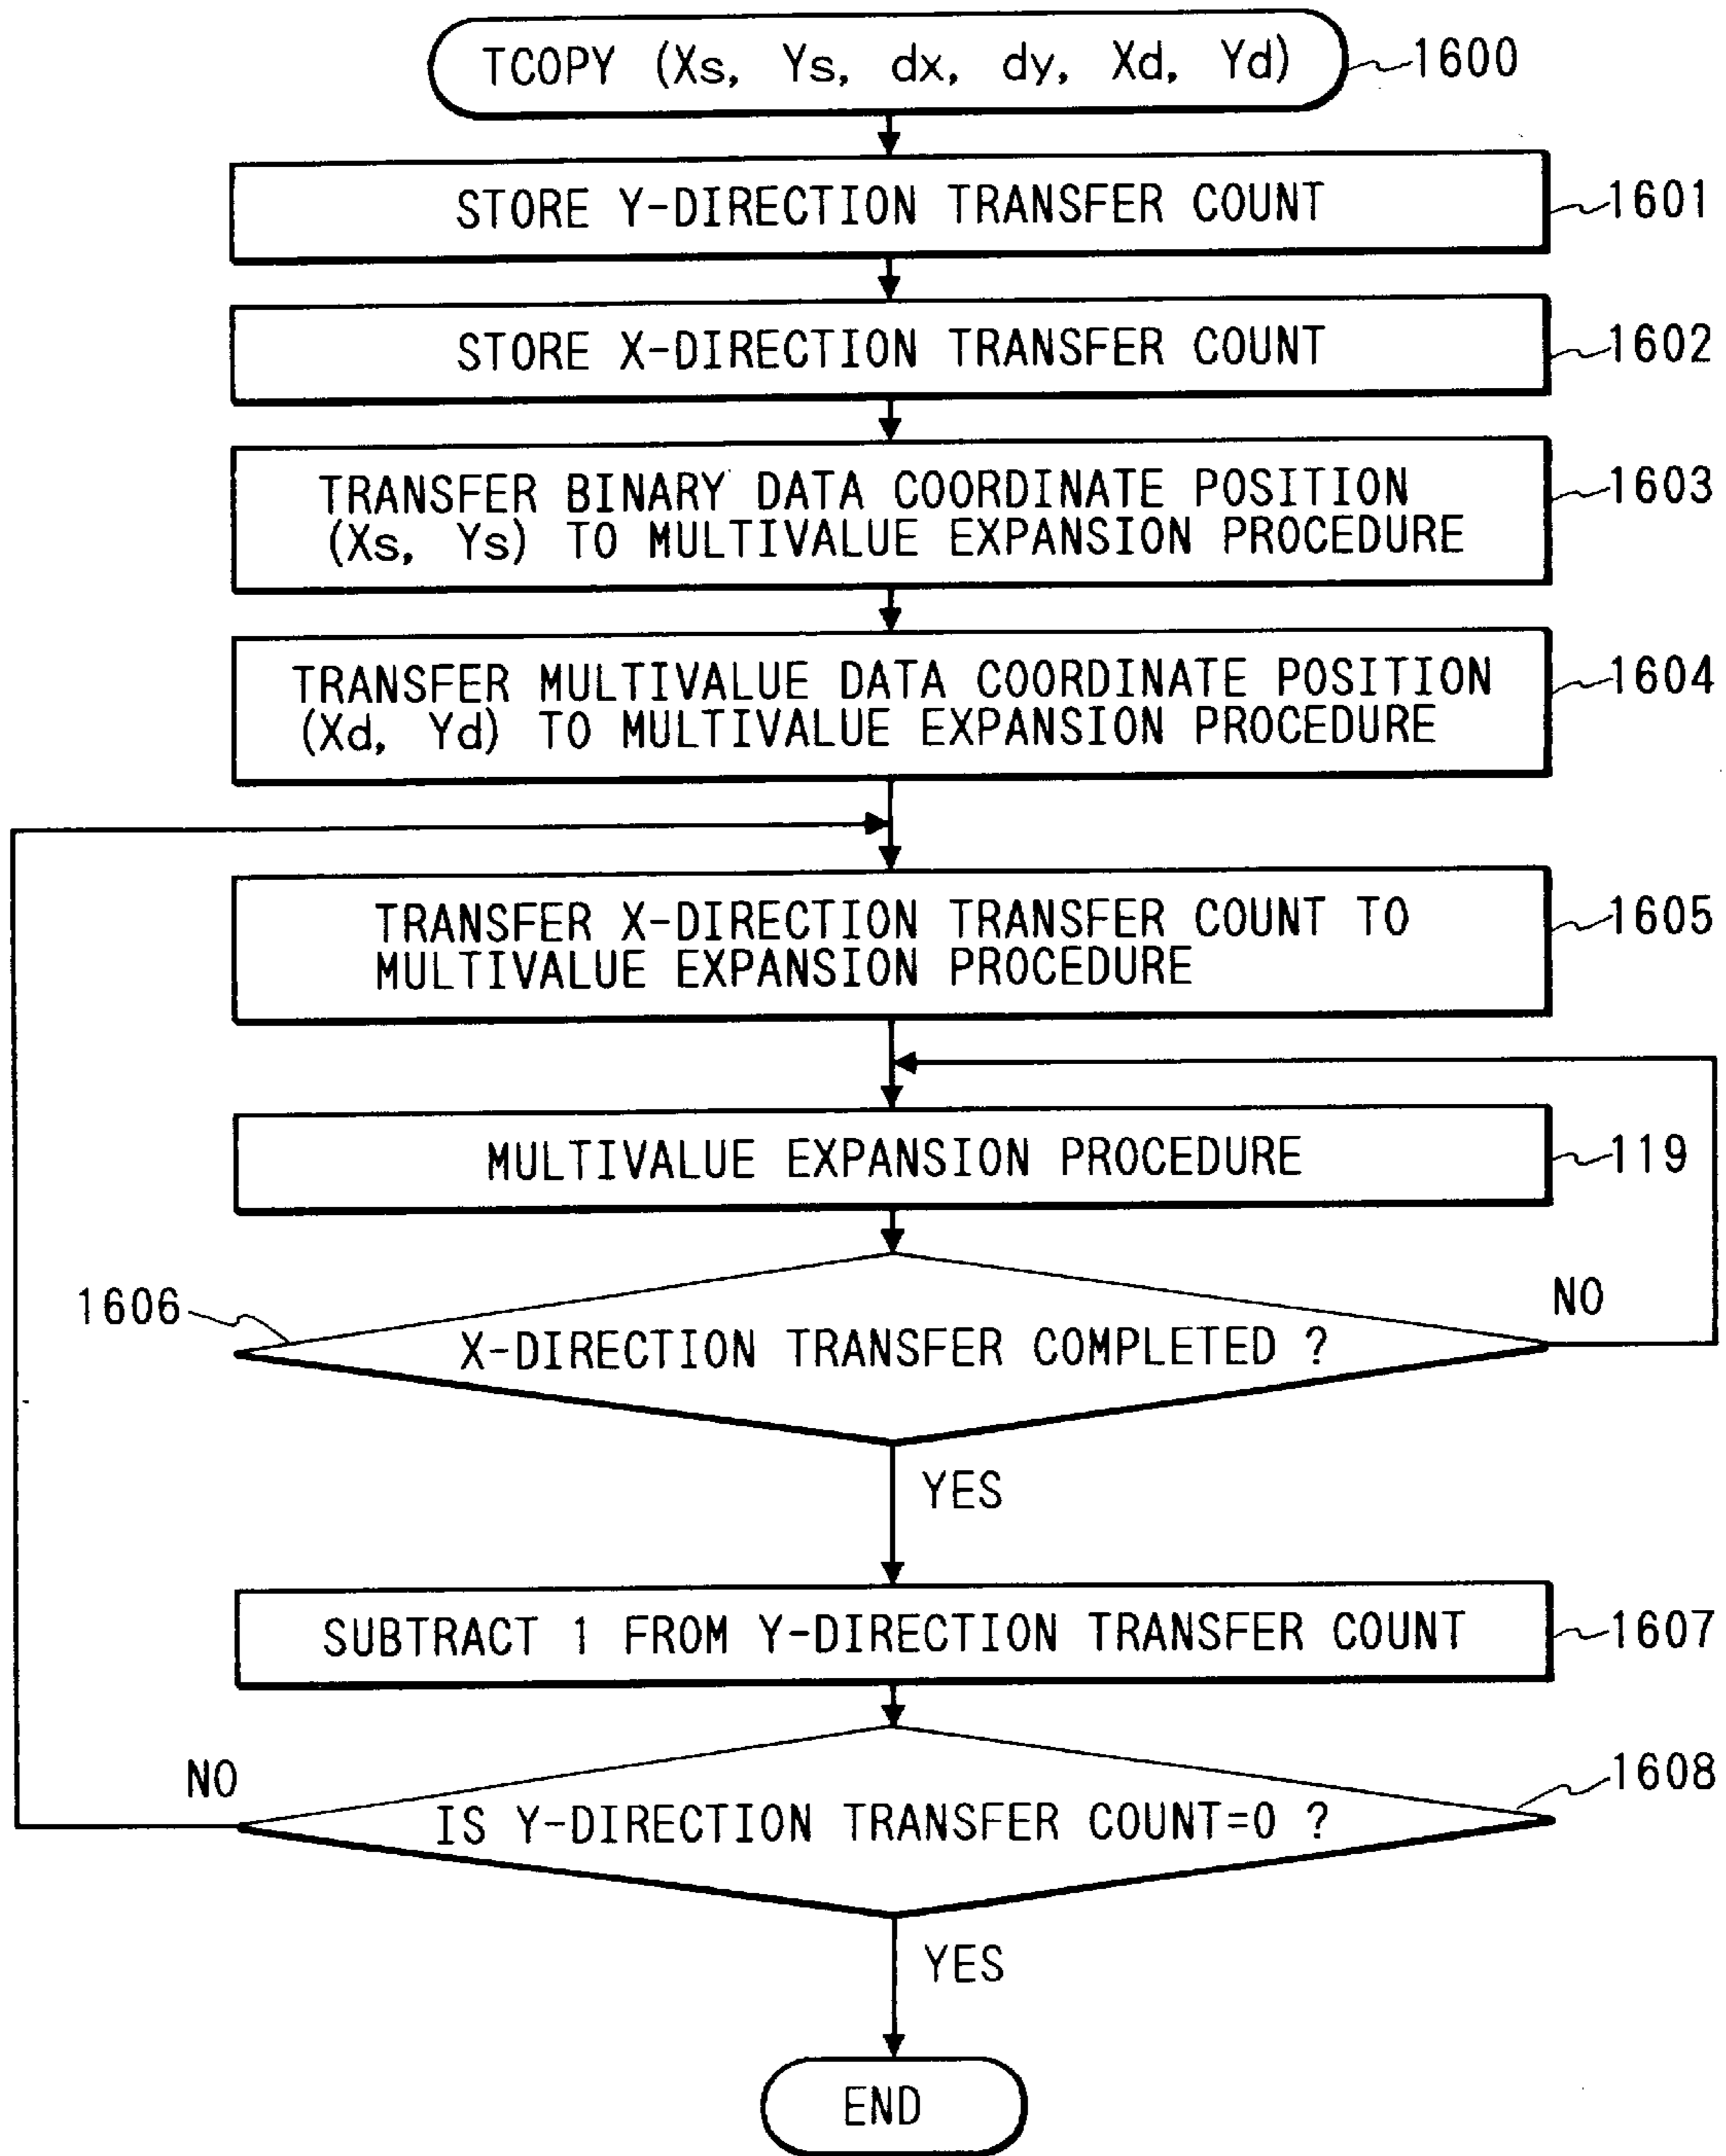 TCOPY (Xs, Ys, dx, dy, Xd, Yd)
1600
STORE Y-DIRECTION TRANSFER COUNT
1601
STORE X-DIRECTION TRANSFER COUNT
1602
TRANSFER BINARY DATA COORDINATE POSITION
(Xs, Ys) TO MULTIVALUE EXPANSION PROCEDURE
1603
TRANSFER MULTIVALUE DATA COORDINATE POSITION
(Xd, Yd) TO MULTIVALUE EXPANSION PROCEDURE
1604
TRANSFER X-DIRECTION TRANSFER COUNT TO
MULTIVALUE EXPANSION PROCEDURE
1605
MULTIVALUE EXPANSION PROCEDURE
119
1606
X-DIRECTION TRANSFER COMPLETED ?
NO
YES
SUBTRACT 1 FROM Y-DIRECTION TRANSFER COUNT
1607
NO
IS Y-DIRECTION TRANSFER COUNT=0 ?
1608
YES
END